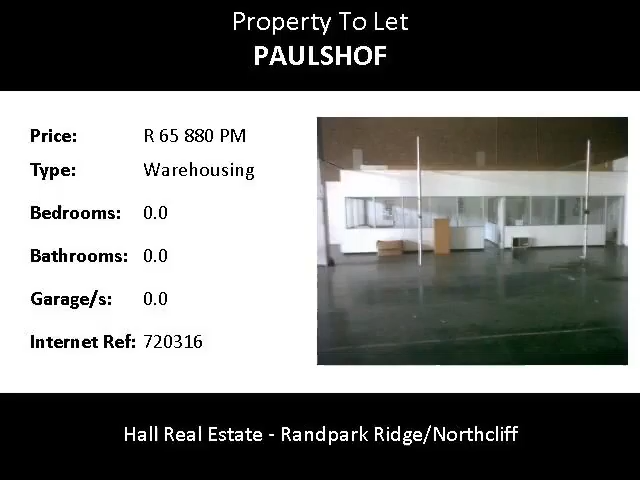 Property To Let
PAULSHOF
Price: R 65 880 PM
Type: Warehousing
Bedrooms: 0.0
Bathrooms: 0.0
Garage/s: 0.0
Internet Ref: 720316
Hall Real Estate - Randpark Ridge/Northcliff